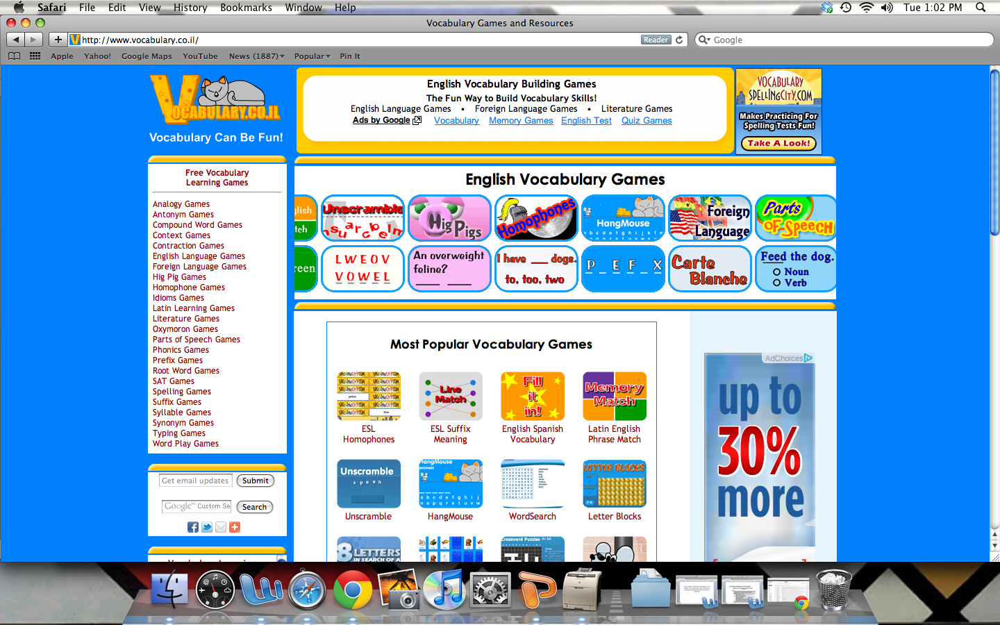 Safari File Edit View History Bookmarks Window Help
Tue 1:02 PM
Vocabulary Games and Resources
http://www.vocabulary.co.il/
Reader
Google
Apple Yahoo! Google Maps YouTube News (1887) Popular Pin It
VOCABULARY.CO.IL
Vocabulary Can Be Fun!
English Vocabulary Building Games
The Fun Way to Build Vocabulary Skills!
English Language Games • Foreign Language Games • Literature Games
Ads by Google Vocabulary Memory Games English Test Quiz Games
VOCABULARY
SPELLINGCITY.COM
Makes Practicing For
Spelling Tests Fun!
Take A Look!
Free Vocabulary
Learning Games
Analogy Games
Antonym Games
Compound Word Games
Context Games
Contraction Games
English Language Games
Foreign Language Games
Hig Pig Games
Homophone Games
Idioms Games
Latin Learning Games
Literature Games
Oxymoron Games
Parts of Speech Games
Phonics Games
Prefix Games
Root Word Games
SAT Games
Spelling Games
Suffix Games
Syllable Games
Synonym Games
Typing Games
Word Play Games
Get email updates Submit
Google™ Custom Se Search
English Vocabulary Games
Unscramble
Hig Pigs
Homophones
HangMouse
Foreign
Language
Parts
OF-SPEECH
LWEOV
VOWEL
An overweight
feline?
I have ___ dogs.
to, too, two
P _ E F _ X
Carte
Blanche
Feed the dog.
Noun
Verb
Most Popular Vocabulary Games
Line
Match
Fill
it
in!
Memory
Match
ESL
Homophones
ESL Suffix
Meaning
English Spanish
Vocabulary
Latin English
Phrase Match
Unscramble
s p e e h
HangMouse
animals
a b c d e f g h i j
n o p q r s t u v w
LETTER BLOCKS
Unscramble
HangMouse
WordSearch
Letter Blocks
8 LETTERS
IN SEARCH OF A
Crossword Puzzles
AdChoices
up to
30%
more